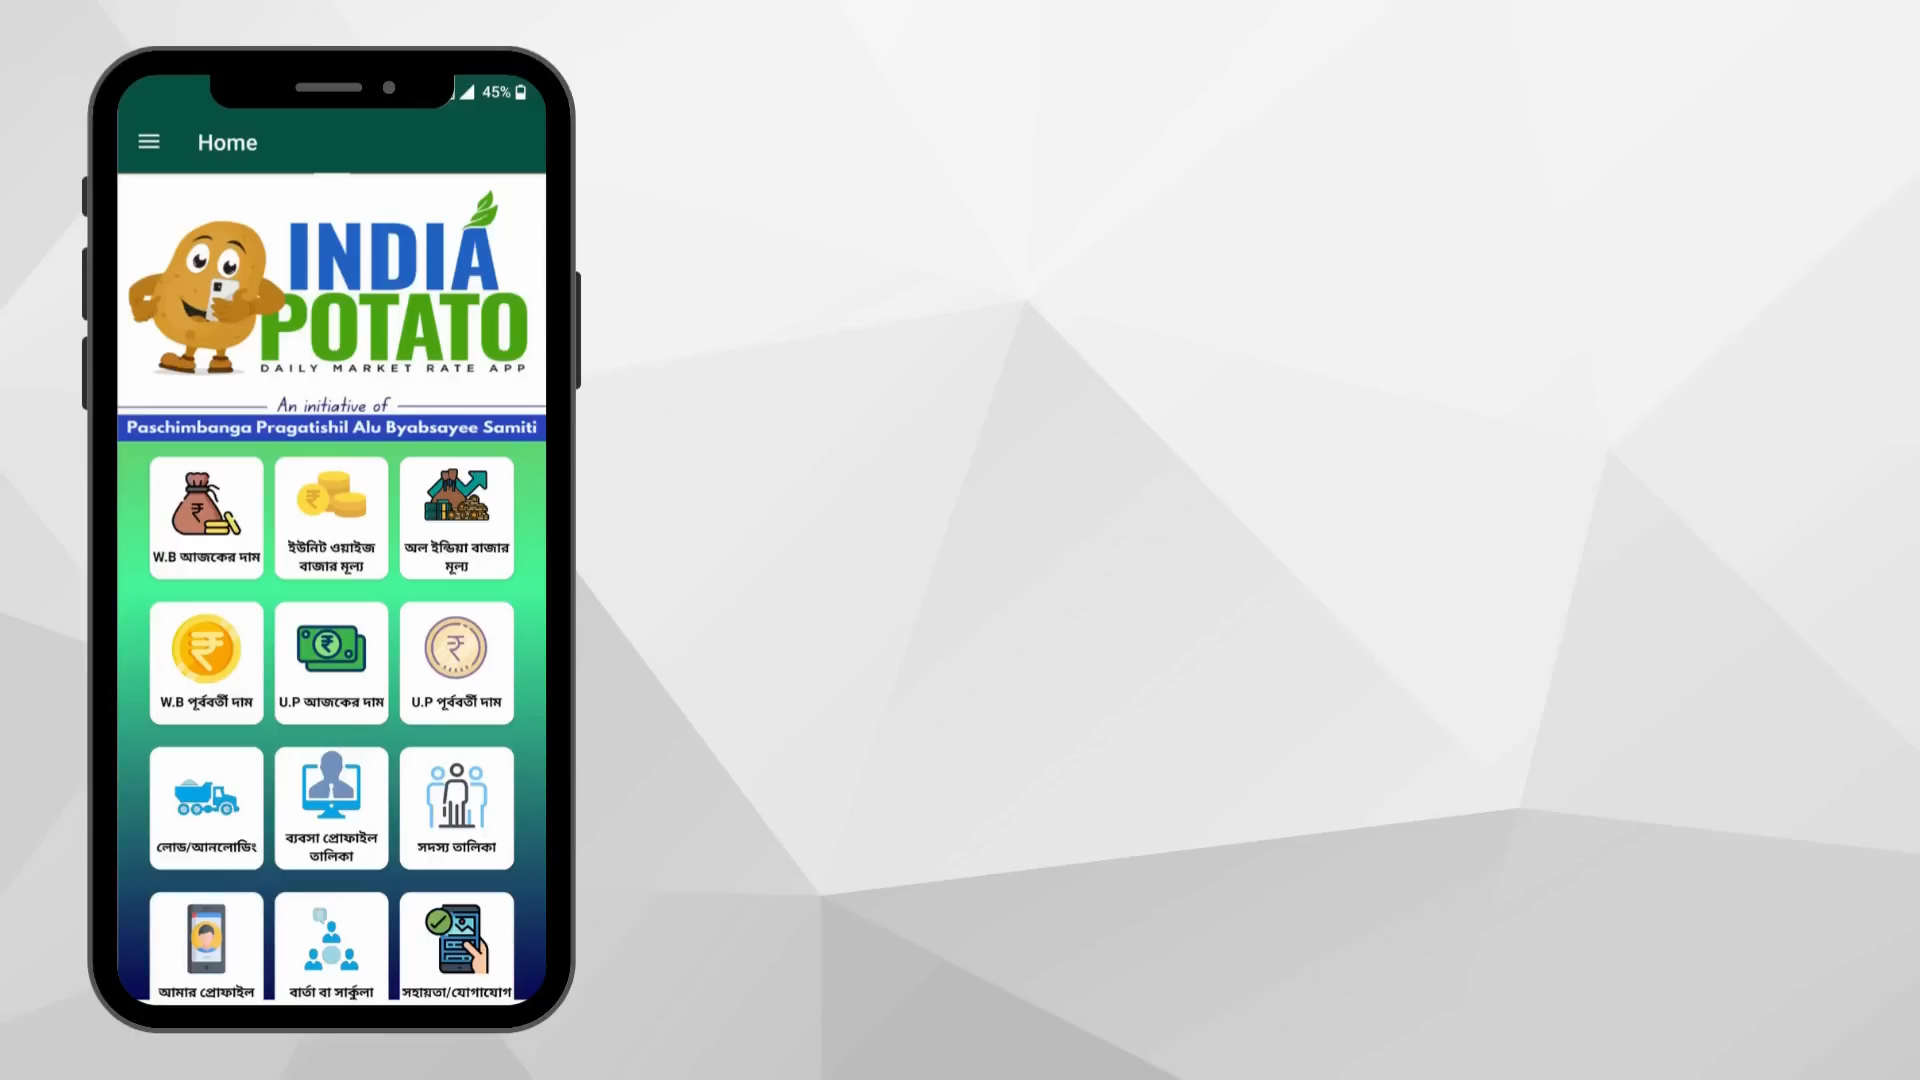 45%
Home
INDIA
POTATO
DAILY MARKET RATE APP
An initiative of
Paschimbanga Pragatishil Alu Byabsayee Samiti
W.B আজকের দাম
ইউনিট ওয়াইজ
বাজার মূল্য
অল ইন্ডিয়া বাজার
মূল্য
W.B পূর্ববর্তী দাম
U.P আজকের দাম
U.P পূর্ববর্তী দাম
লোড/আনলোডিং
ব্যবসা প্রোফাইল
তালিকা
সদস্য তালিকা
আমার প্রোফাইল
বার্তা বা সার্কুলা
সহায়তা/যোগাযোগ